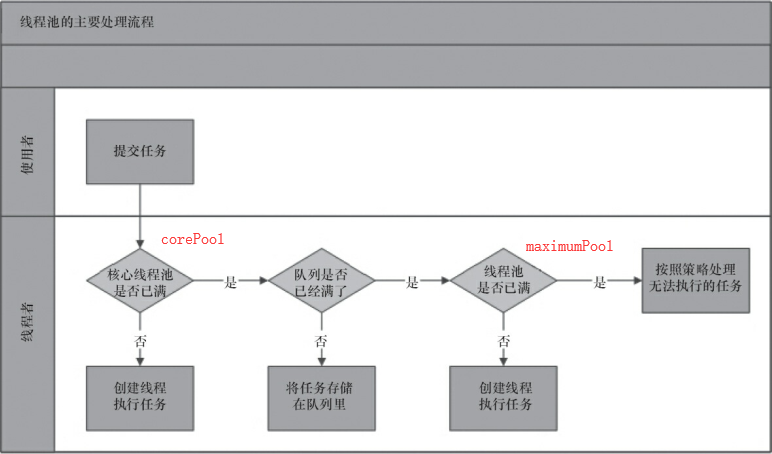 线程池的主要处理流程
使用者
提交任务
线程者
corePool
核心线程池
是否已满
是
队列是否
已经满了
是
maximumPool
线程池
是否已满
是
按照策略处理
无法执行的任务
否
否
否
创建线程
执行任务
将任务存储
在队列里
创建线程
执行任务